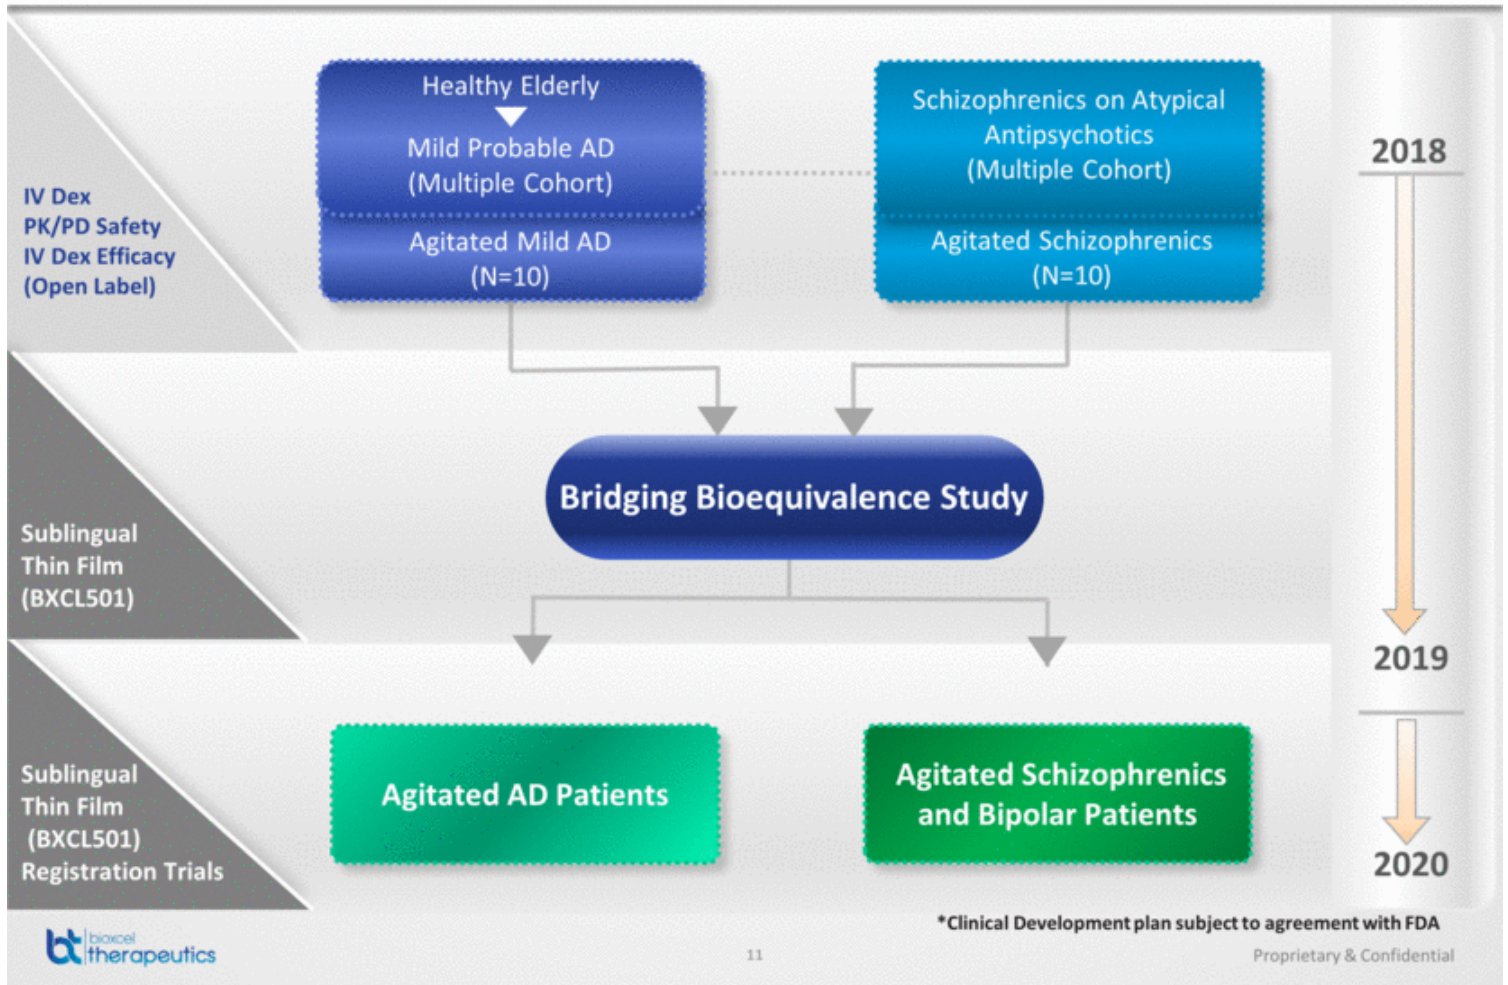 Healthy Elderly
Mild Probable AD
(Multiple Cohort)
Agitated Mild AD
(N=10)
Schizophrenics on Atypical
Antipsychotics
(Multiple Cohort)
Agitated Schizophrenics
(N=10)
2018
IV Dex
PK/PD Safety
IV Dex Efficacy
(Open Label)
Bridging Bioequivalence Study
Sublingual
Thin Film
(BXCL501)
2019
Sublingual
Thin Film
(BXCL501)
Registration Trials
Agitated AD Patients
Agitated Schizophrenics
and Bipolar Patients
2020
*Clinical Development plan subject to agreement with FDA
bt bioxcel
therapeutics
11
Proprietary & Confidential